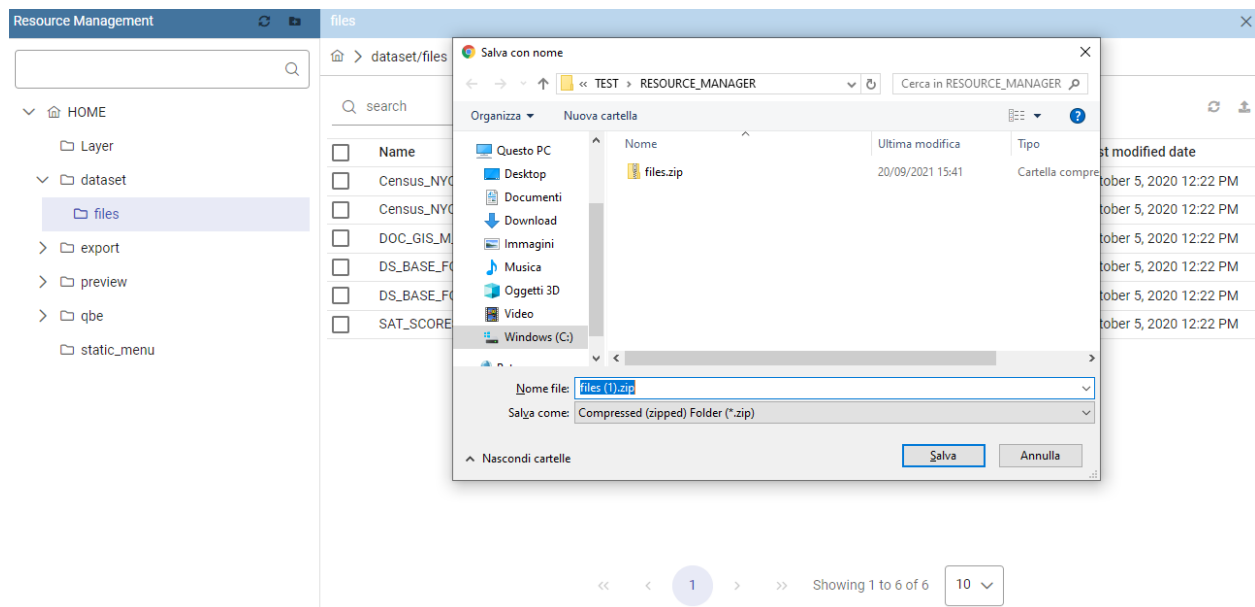 Resource Management
files
dataset/files
HOME
Layer
dataset
files
export
preview
qbe
static_menu
search
Name
st modified date
Census_NYC
tober 5, 2020 12:22 PM
Census_NYC
tober 5, 2020 12:22 PM
DOC_GIS_M
tober 5, 2020 12:22 PM
DS_BASE_FO
tober 5, 2020 12:22 PM
DS_BASE_FO
tober 5, 2020 12:22 PM
SAT_SCORE
tober 5, 2020 12:22 PM
Salva con nome
« TEST › RESOURCE_MANAGER
Cerca in RESOURCE_MANAGER
Organizza
Nuova cartella
Questo PC
Desktop
Documenti
Download
Immagini
Musica
Oggetti 3D
Video
Windows (C:)
Nome
Ultima modifica
Tipo
files.zip
20/09/2021 15:41
Cartella compre
Nome file: files (1).zip
Salva come: Compressed (zipped) Folder (*.zip)
Nascondi cartelle
Salva
Annulla
« ‹ 1 › » Showing 1 to 6 of 6 10